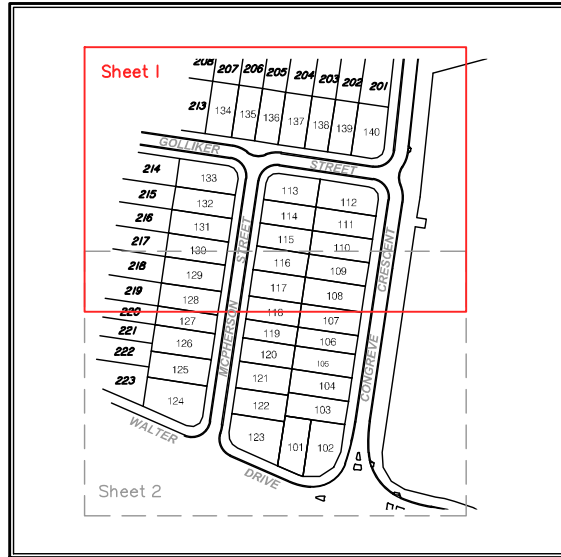 Sheet 1
208 207 206 205 204 203 202 201
213 134 135 136 137 138 139 140
GOLLIKER STREET
214 133
215 132
216 131
217 130
218 129
219 128
220 127
221 126
222 125
223 124
STREET
MCPHERSON
113 112
114 111
115 110
116 109
117 108
118 107
119 106
120 105
121 104
122 103
123 101 102
CRESCENT
CONGREVE
WALTER
DRIVE
Sheet 2